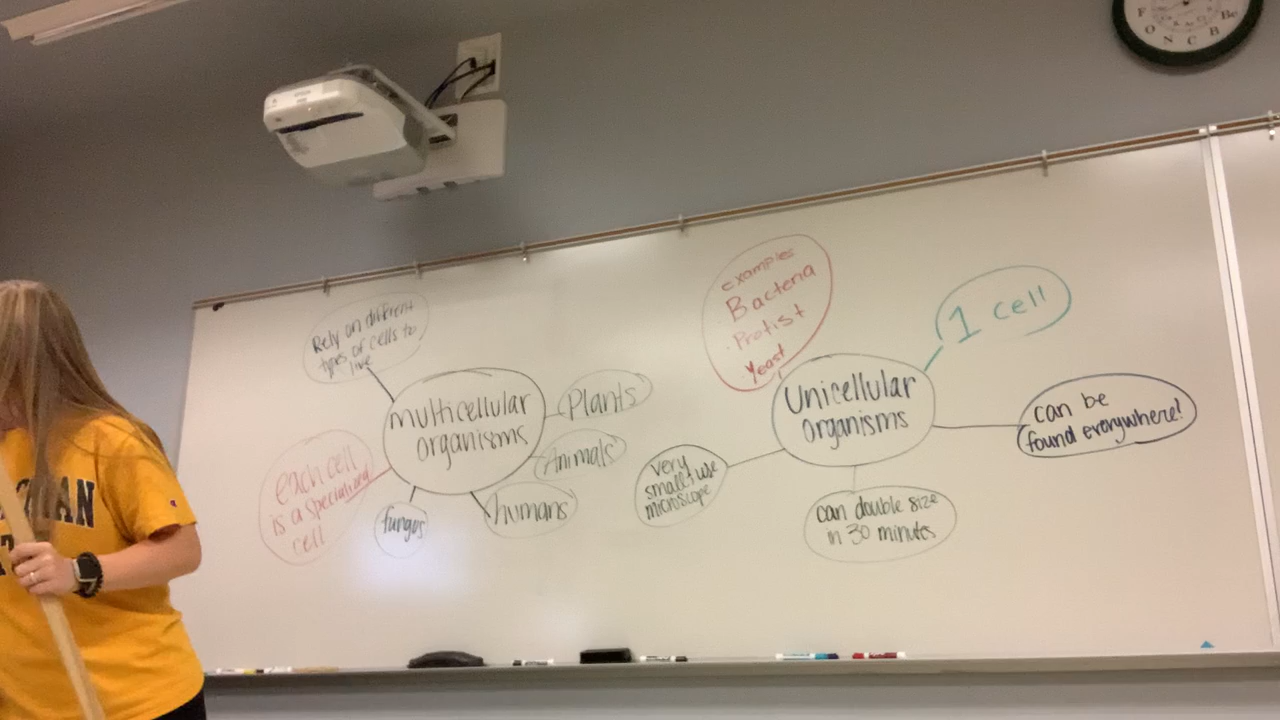 F
O
N
C
B
Be
Rely on different
types of cells to
live
multicellular
organisms
Plants
Animals
humans
fungus
each cell
is a specialized
cell
examples
Bacteria
Protist
Yeast
1 cell
Unicellular
organisms
can be
found everywhere!
very
small use
microscope
can double size
in 30 minutes
AN